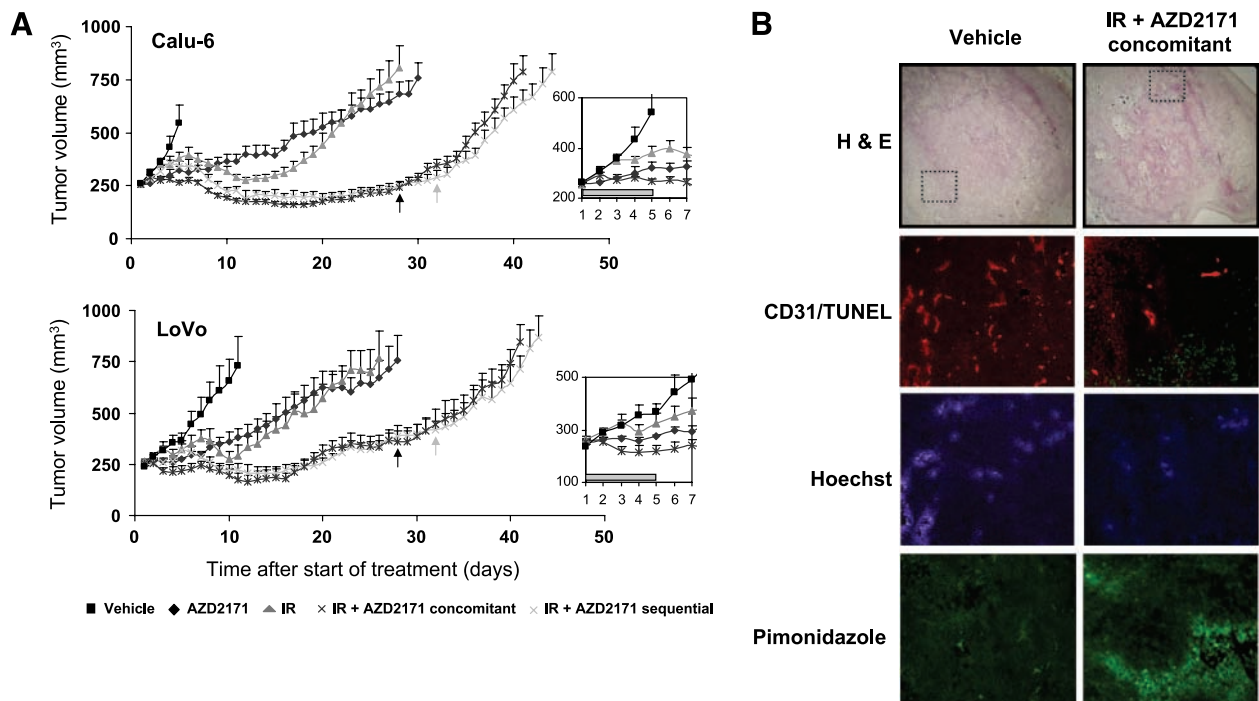 A
Calu-6
Tumor volume (mm³)
1000
750
500
250
0
0 10 20 30 40 50
600
400
200
1 2 3 4 5 6 7
LoVo
Tumor volume (mm³)
1000
750
500
250
0
0 10 20 30 40 50
500
300
100
1 2 3 4 5 6 7
Time after start of treatment (days)
Vehicle AZD2171 IR IR + AZD2171 concomitant IR + AZD2171 sequential
B
Vehicle
IR + AZD2171
concomitant
H & E
CD31/TUNEL
Hoechst
Pimonidazole